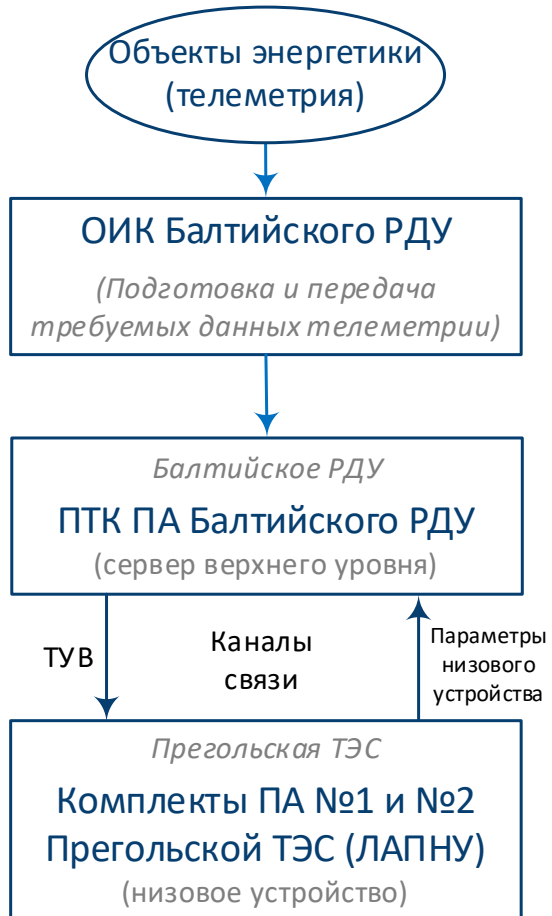 Объекты энергетики
(телеметрия)
ОИК Балтийского РДУ
(Подготовка и передача
требуемых данных телеметрии)
Балтийское РДУ
ПТК ПА Балтийского РДУ
(сервер верхнего уровня)
ТУВ
Каналы
связи
Параметры
низового
устройства
Прегольская ТЭС
Комплекты ПА №1 и №2
Прегольской ТЭС (ЛАПНУ)
(низовое устройство)